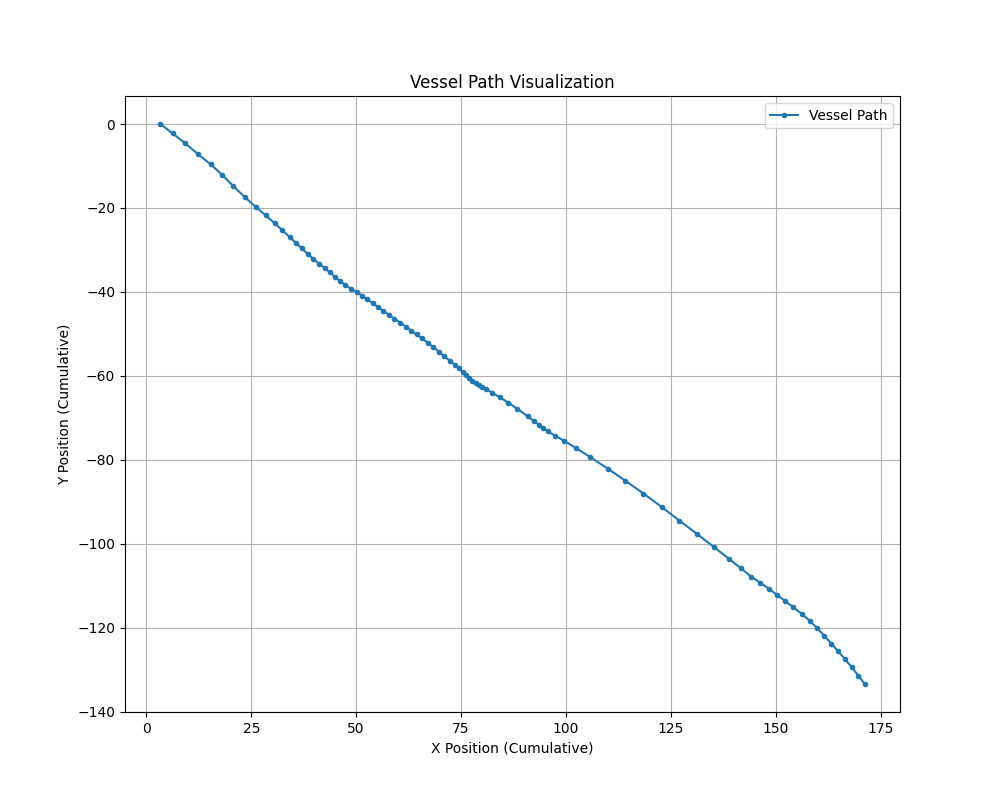 Vessel Path Visualization
Vessel Path
0
−20
−40
−60
−80
−100
−120
−140
Y Position (Cumulative)
0 25 50 75 100 125 150 175
X Position (Cumulative)